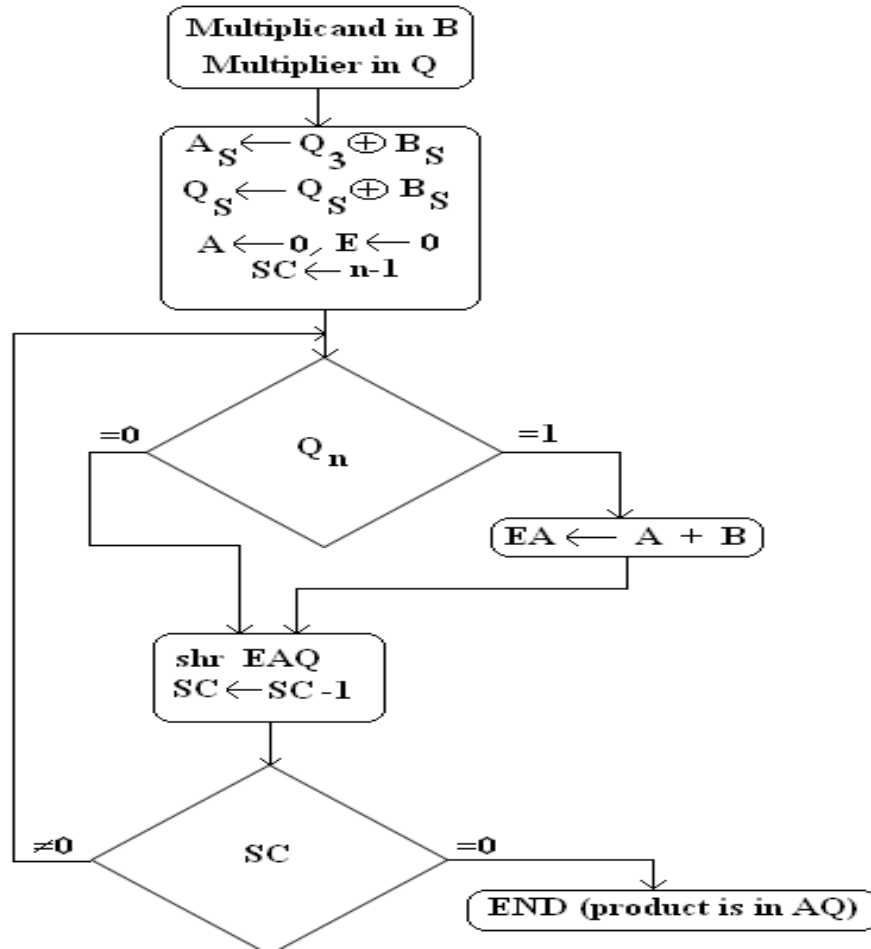 Multiplicand in B
Multiplier in Q
A_S ← Q_3 ⊕ B_S
Q_S ← Q_S ⊕ B_S
A ← 0, E ← 0
SC ← n-1
=0
Q_n
=1
EA ← A + B
shr EAQ
SC ← SC -1
≠0
SC
=0
END (product is in AQ)